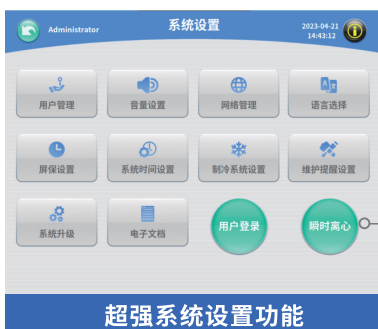 Administrator
系统设置
2023-04-21
14:43:12
用户管理
音量设置
网络管理
语言选择
屏保设置
系统时间设置
制冷系统设置
维护提醒设置
系统升级
电子文档
用户登录
瞬时离心
超强系统设置功能